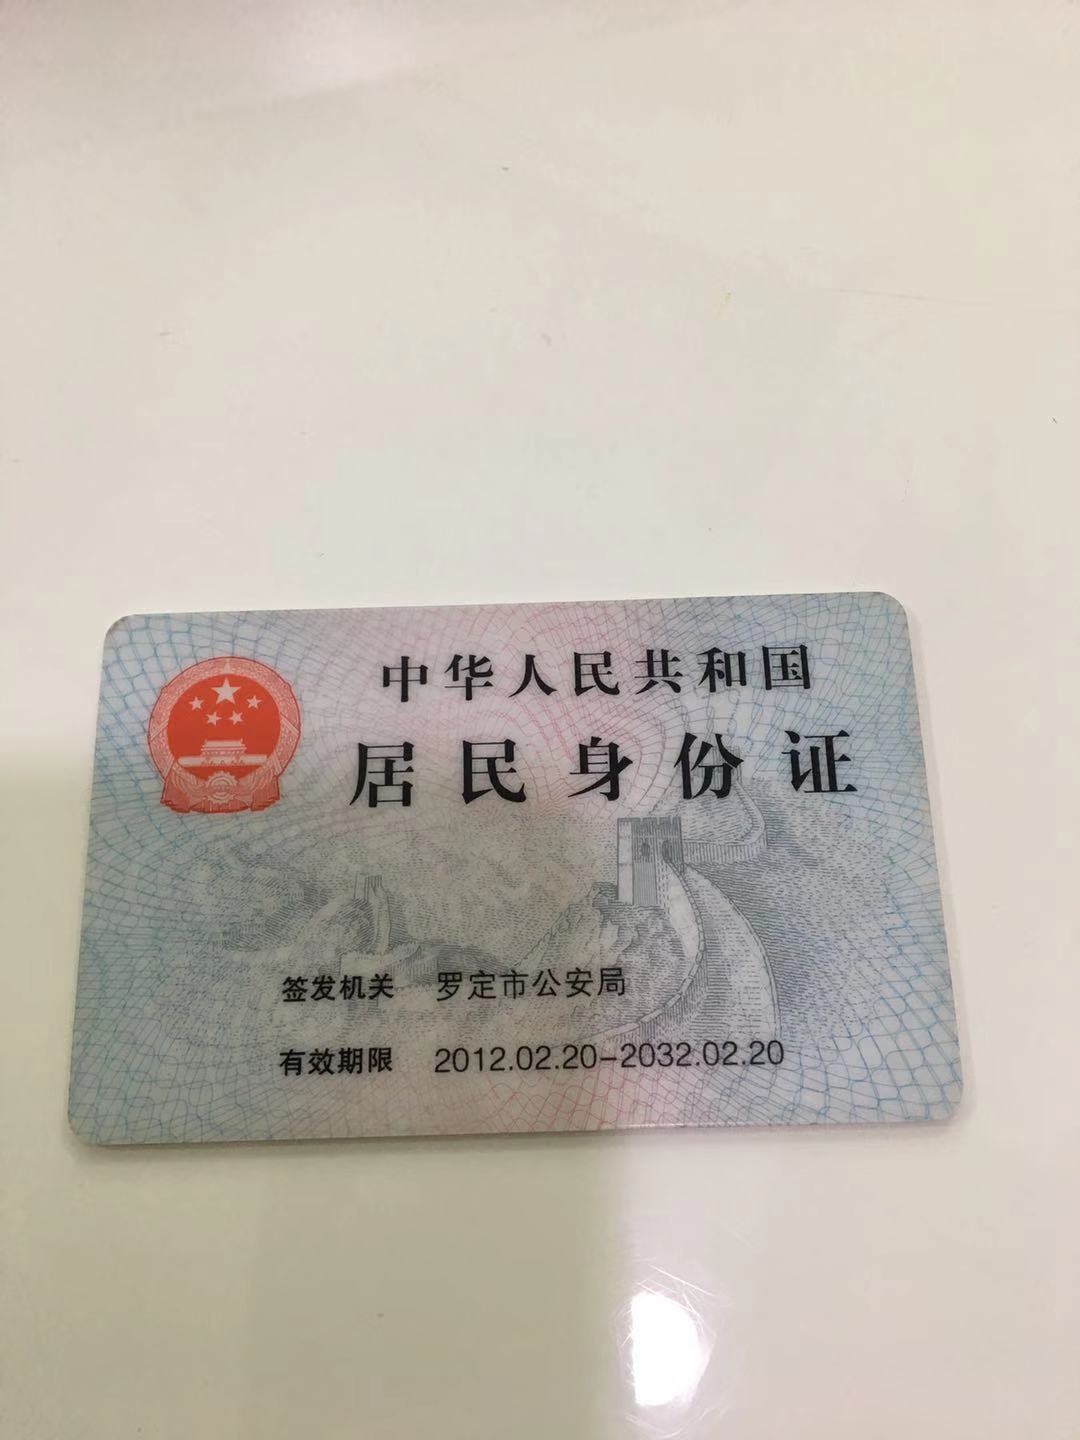 中华人民共和国
居民身份证
签发机关 罗定市公安局
有效期限 2012.02.20-2032.02.20